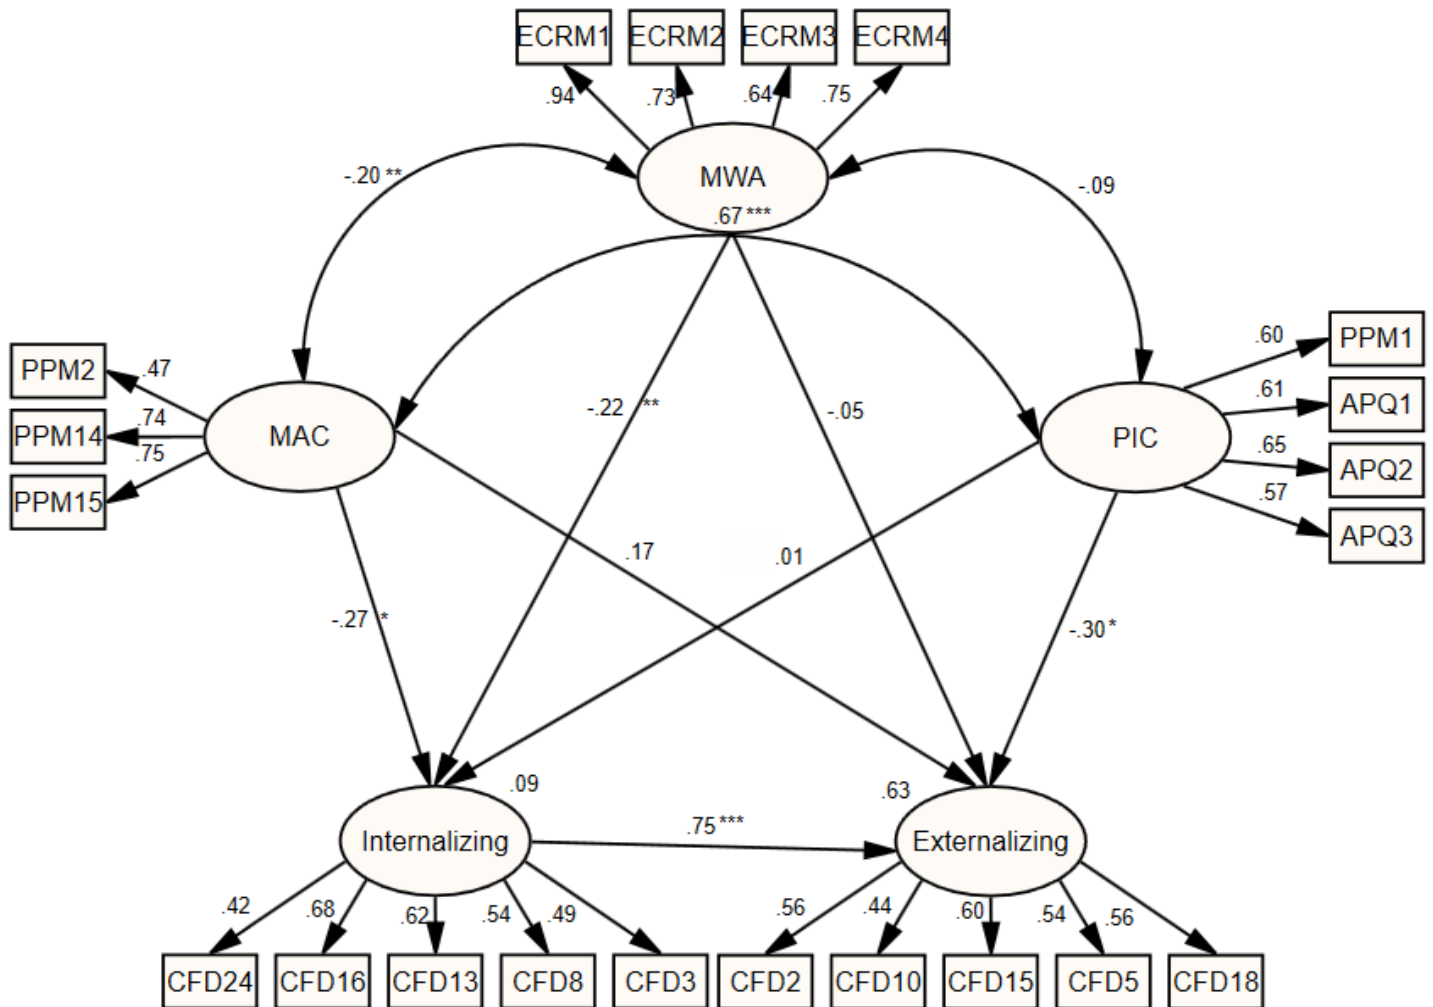 ECRM1 ECRM2 ECRM3 ECRM4
.94 .73 .64 .75
MWA
-.20 **
-.09
.67 ***
PPM2
.47
PPM14
.74
PPM15
.75
MAC
PIC
.60
PPM1
.61
APQ1
.65
APQ2
.57
APQ3
-.22 **
-.05
.17
.01
-.27 *
-.30 *
.09
.63
Internalizing
.75 ***
Externalizing
.42 .68 .62 .54 .49
.56 .44 .60 .54 .56
CFD24 CFD16 CFD13 CFD8 CFD3 CFD2 CFD10 CFD15 CFD5 CFD18